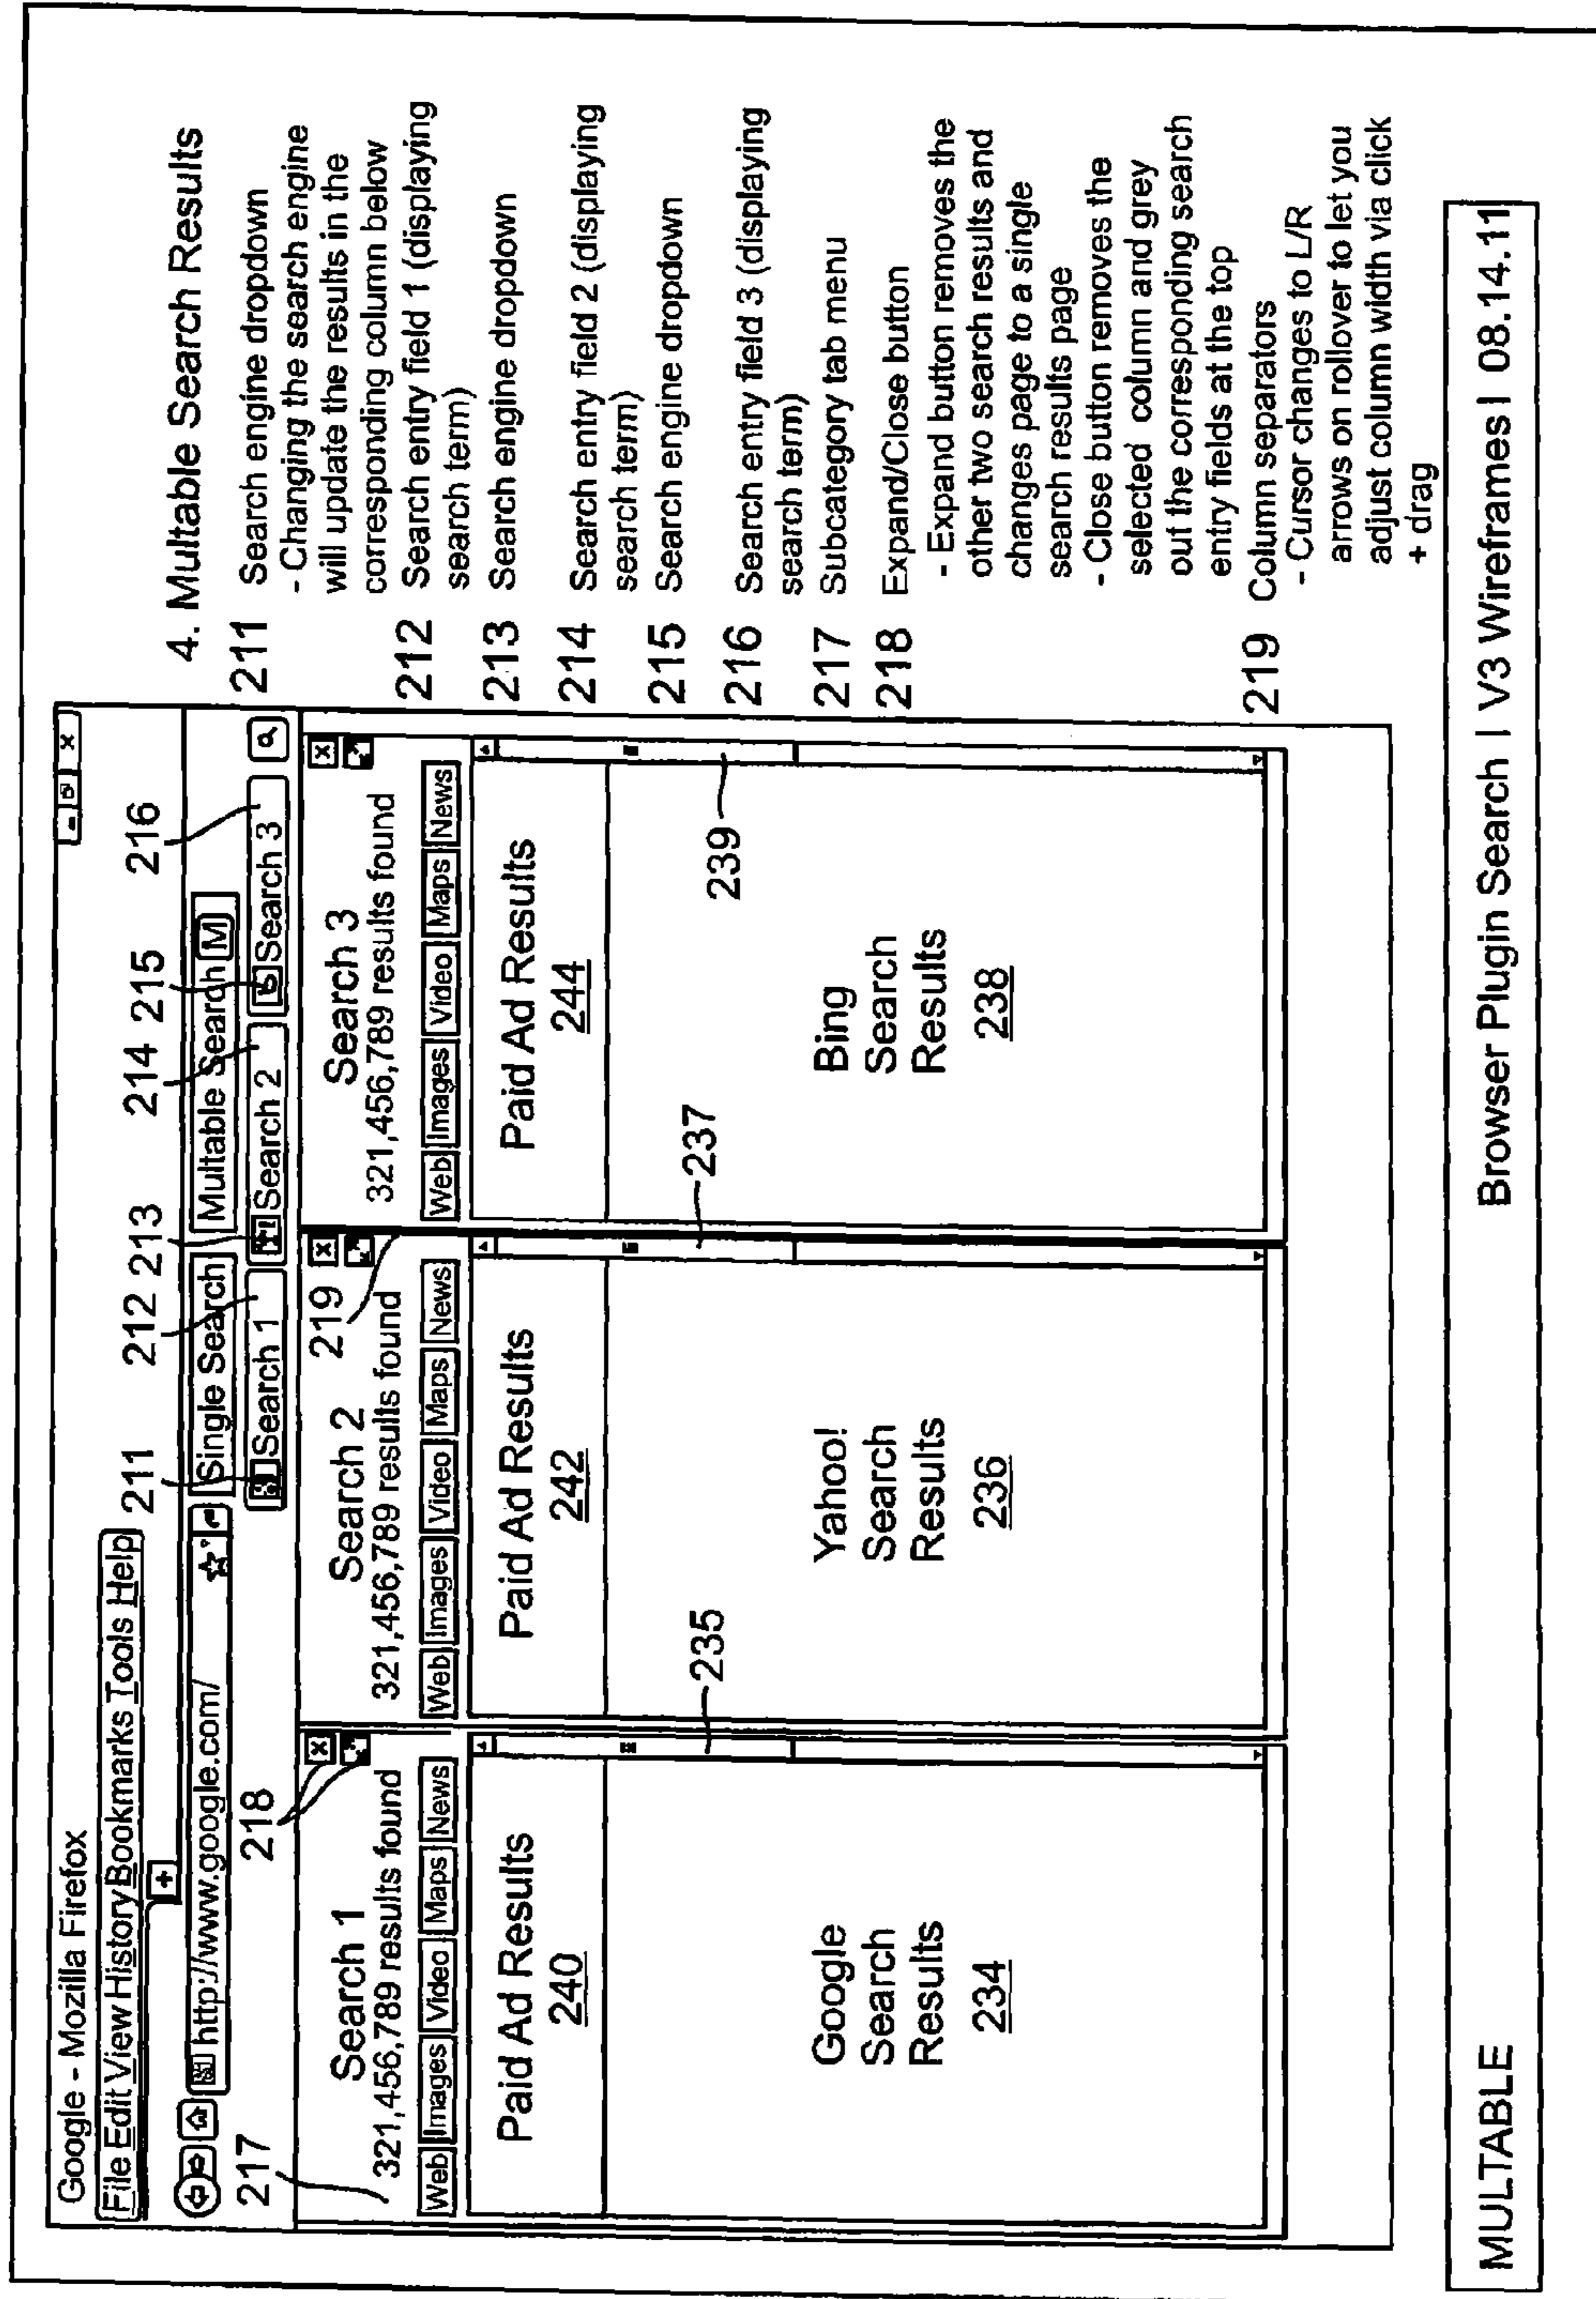 Google - Mozilla Firefox
File Edit View History Bookmarks Tools Help
+
http://www.google.com/
Single Search Multable Search M
Search 1 Search 2 Search 3
211 212 213 214 215 216
217 218 219
Search 1
321,456,789 results found
Web Images Video Maps News
Paid Ad Results
240
Google
Search
Results
234
235
Search 2
321,456,789 results found
Web Images Video Maps News
Paid Ad Results
242
Yahoo!
Search
Results
236
237
Search 3
321,456,789 results found
Web Images Video Maps News
Paid Ad Results
244
Bing
Search
Results
238
239
4. Multable Search Results
211 Search engine dropdown
- Changing the search engine
will update the results in the
corresponding column below
212 Search entry field 1 (displaying
search term)
213 Search engine dropdown
214 Search entry field 2 (displaying
search term)
215 Search engine dropdown
216 Search entry field 3 (displaying
search term)
217 Subcategory tab menu
218 Expand/Close button
- Expand button removes the
other two search results and
changes page to a single
search results page
- Close button removes the
selected column and grey
out the corresponding search
entry fields at the top
219 Column separators
- Cursor changes to L/R
arrows on rollover to let you
adjust column width via click
+ drag
MULTABLE Browser Plugin Search | V3 Wireframes | 08.14.11